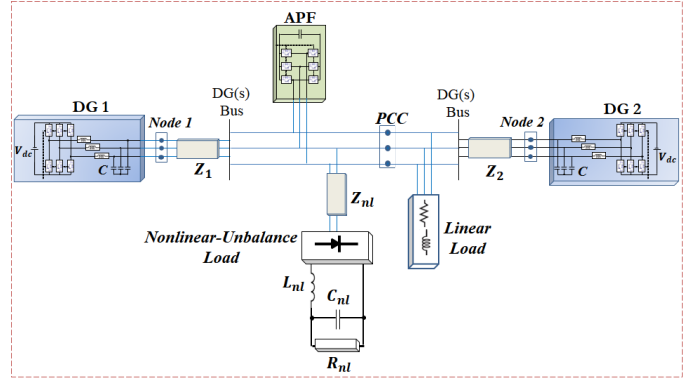 APF
DG(s)
Bus
PCC
DG(s)
Bus
DG 1
Node 1
Node 2
DG 2
V_dc
C
Z_1
Z_2
C
V_dc
Z_nl
Nonlinear-Unbalance
Load
Linear
Load
L_nl
C_nl
R_nl